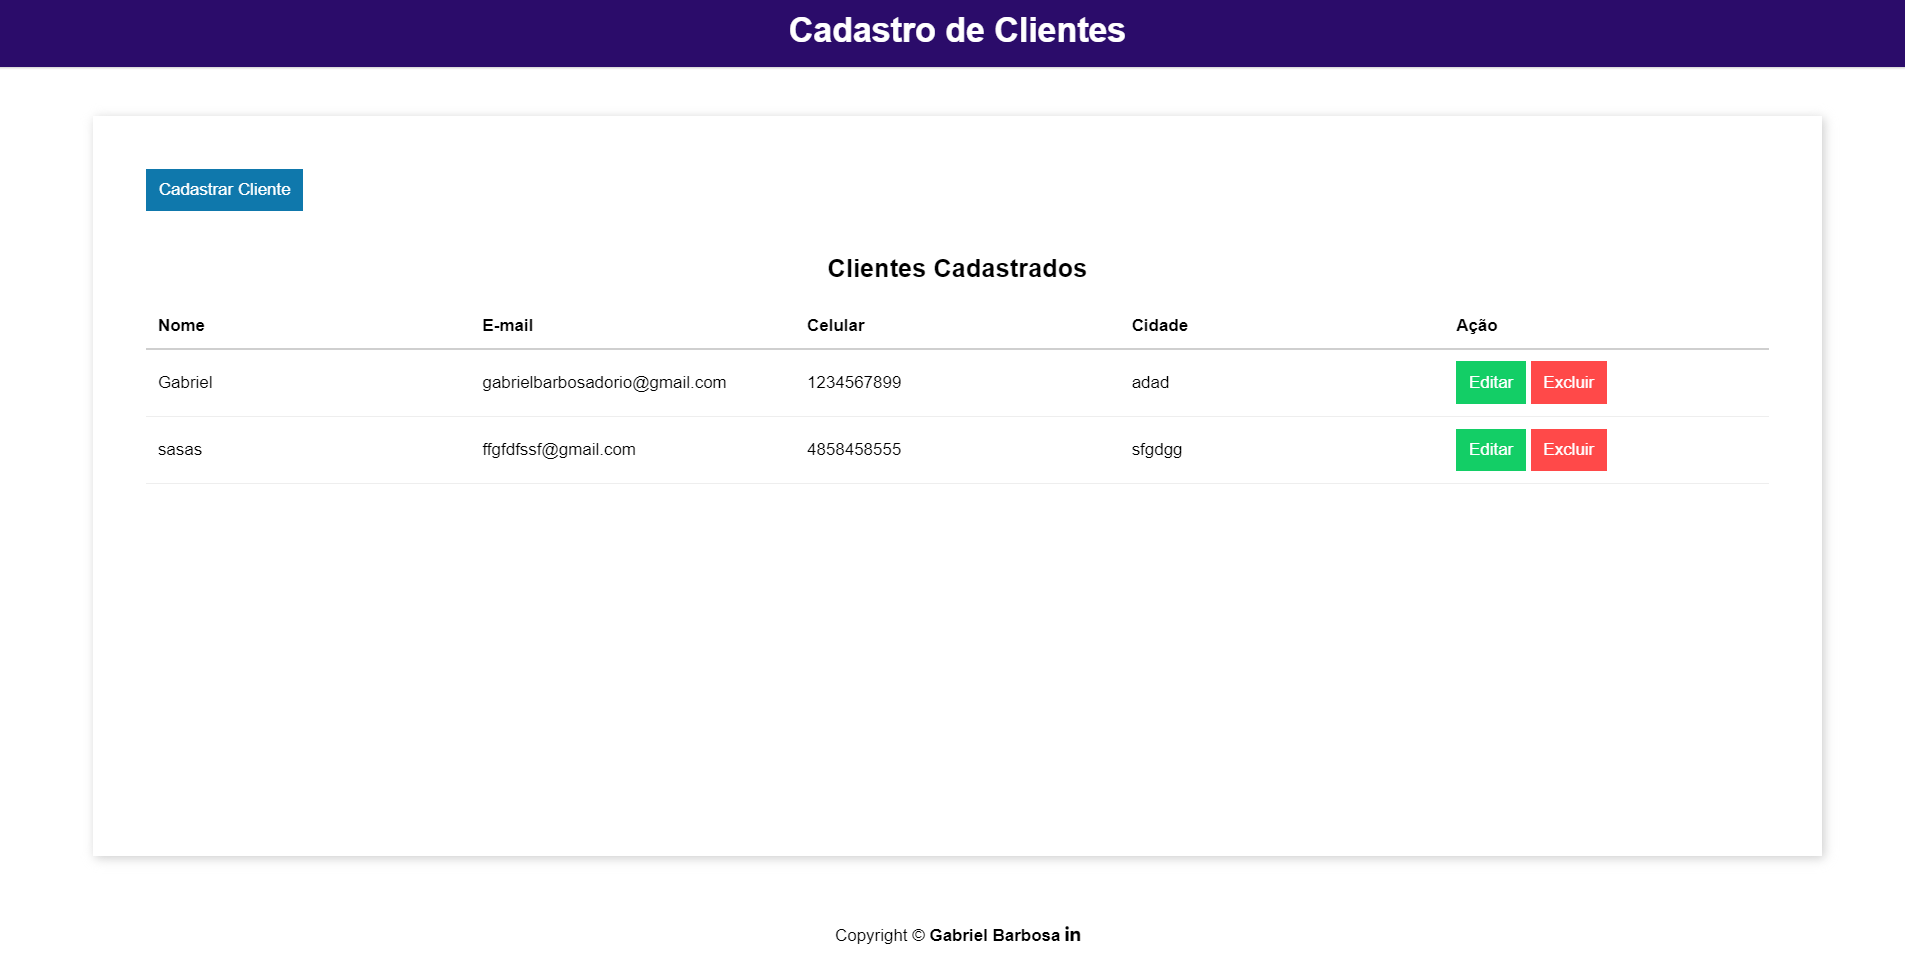 Cadastro de Clientes
Cadastrar Cliente
Clientes Cadastrados
Nome E-mail Celular Cidade Ação
Gabriel gabrielbarbosadorio@gmail.com 1234567899 adad Editar Excluir
sasas ffgfdfssf@gmail.com 4858458555 sfgdgg Editar Excluir
Copyright © Gabriel Barbosa in